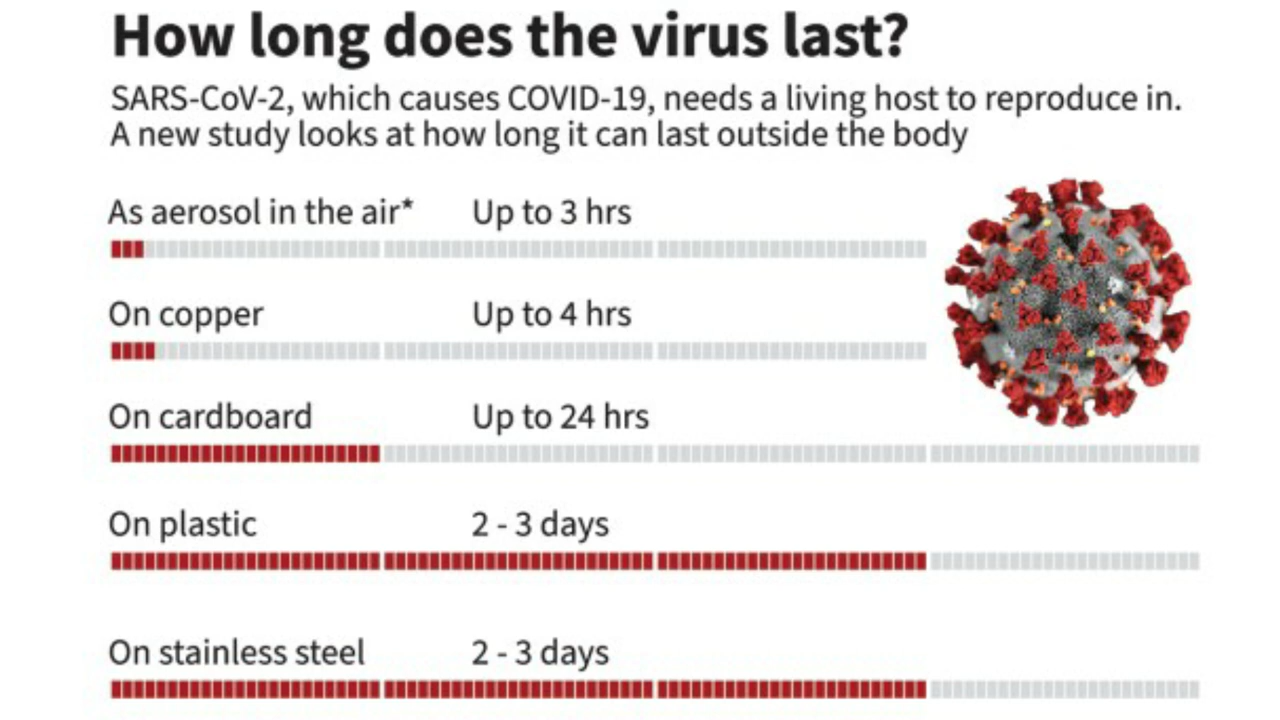 How long does the virus last?
SARS-CoV-2, which causes COVID-19, needs a living host to reproduce in.
A new study looks at how long it can last outside the body
As aerosol in the air* Up to 3 hrs
On copper Up to 4 hrs
On cardboard Up to 24 hrs
On plastic 2 - 3 days
On stainless steel 2 - 3 days